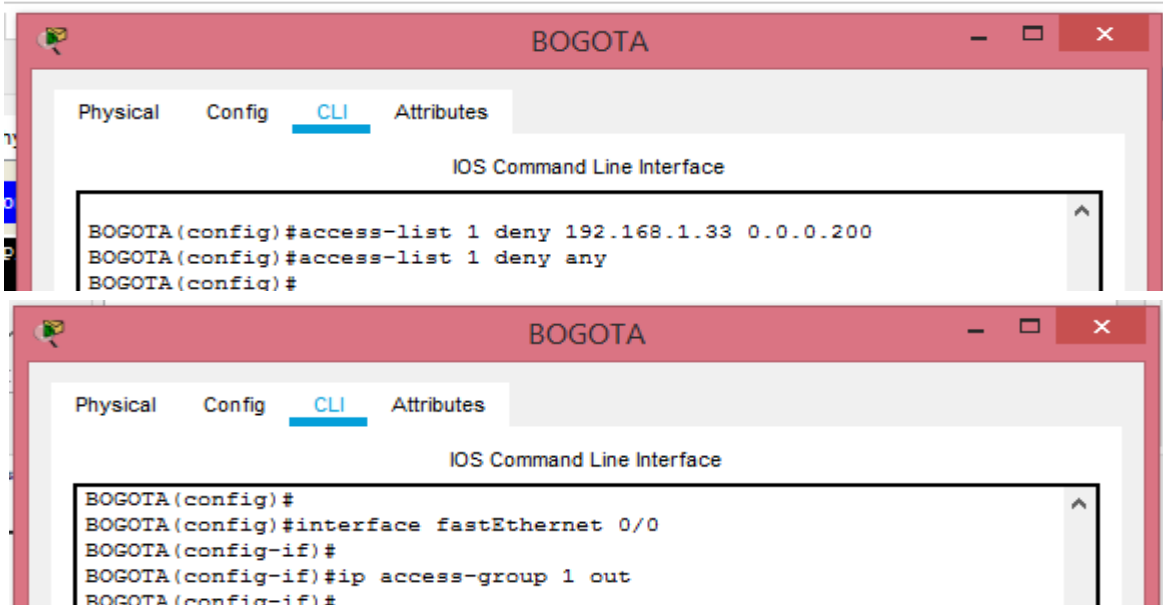 BOGOTA
Physical Config CLI Attributes
IOS Command Line Interface
BOGOTA(config)#access-list 1 deny 192.168.1.33 0.0.0.200
BOGOTA(config)#access-list 1 deny any
BOGOTA(config)#
BOGOTA
Physical Config CLI Attributes
IOS Command Line Interface
BOGOTA(config)#
BOGOTA(config)#interface fastEthernet 0/0
BOGOTA(config-if)#
BOGOTA(config-if)#ip access-group 1 out
BOGOTA(config-if)#